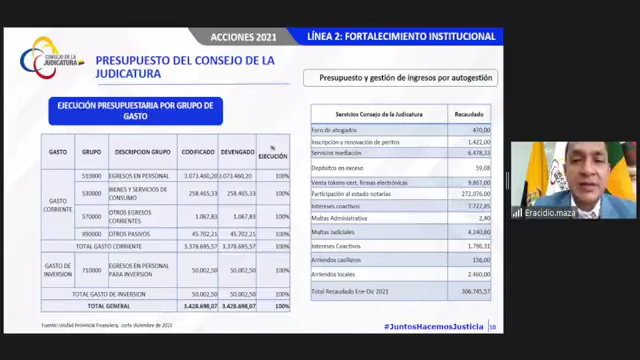 ACCIONES 2021
LÍNEA 2: FORTALECIMIENTO INSTITUCIONAL
CONSEJO DE LA
JUDICATURA
PRESUPUESTO DEL CONSEJO DE LA
JUDICATURA
EJECUCIÓN PRESUPUESTARIA POR GRUPO DE
GASTO
GASTO GRUPO DESCRIPCION GRUPO CODIFICADO DEVENGADO % EJECUCIÓN
GASTO CORRIENTE
510000 EGRESOS EN PERSONAL 3.073.460,20 3.073.460,20 100%
530000 BIENES Y SERVICIOS DE CONSUMO 258.465,33 258.465,33 100%
570000 OTROS EGRESOS CORRIENTES 1.067,83 1.067,83 100%
990000 OTROS PASIVOS 45.702,21 45.702,21 100%
TOTAL GASTO CORRIENTE 3.378.695,57 3.378.695,57 100%
GASTO DE INVERSION 710000 EGRESOS EN PERSONAL PARA INVERSION 50.002,50 50.002,50 100%
TOTAL GASTO DE INVERSION 50.002,50 50.002,50 100%
TOTAL GENERAL 3.428.698,07 3.428.698,07 100%
Fuente: Unidad Provincial Financiera, corte diciembre de 2021
Presupuesto y gestión de ingresos por autogestión
Servicios Consejo de la Judicatura Recaudado
Foro de abogados 470,00
Inscripción y renovación de peritos 1.422,00
Servicios mediación 6.478,33
Depósitos en exceso 59,08
Venta tokens-cert, firmas electrónicas 9.867,00
Participación al estado notarias 272.076,00
Intereses coactivos 7.727,85
Multas Administrativa 2,40
Multas Judiciales 4.240,60
Intereses Coactivos 1.786,31
Arriendos casilleros 156,00
Arriendos locales 2.460,00
Total Recaudado Ene-Dic 2021 306.745,57
#JuntosHacemosJusticia
18
Eracidio.maza